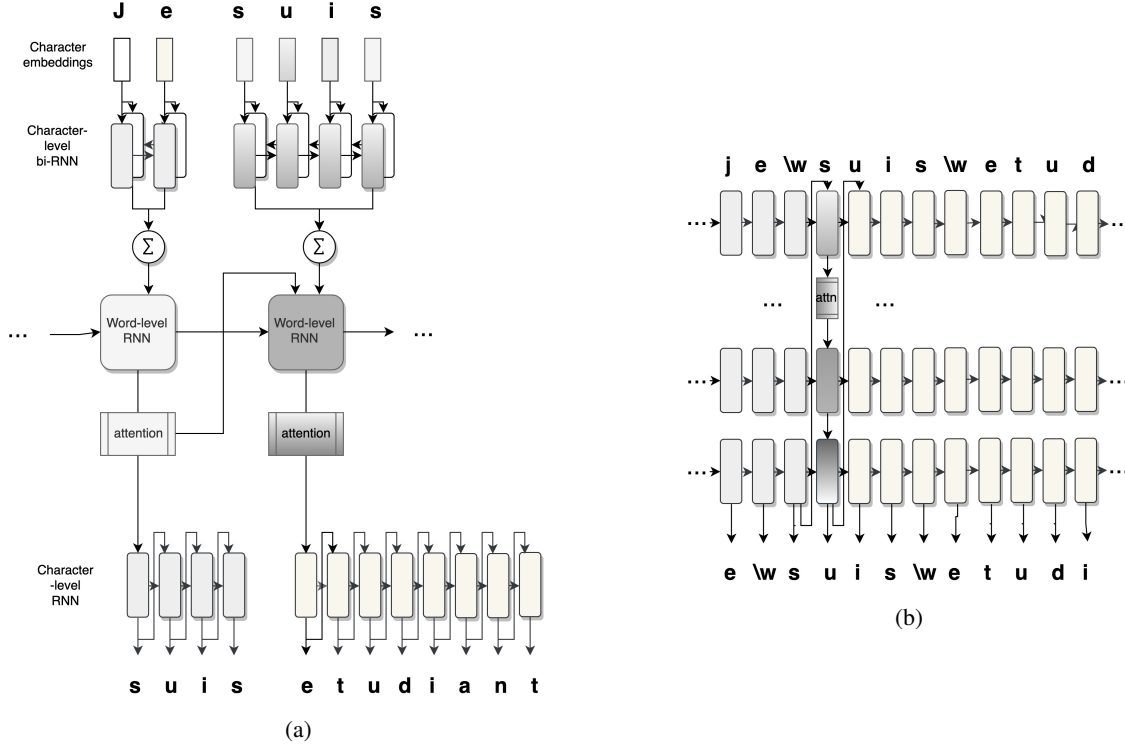 J e s u i s
Character
embeddings
Character-
level
bi-RNN
Σ Σ
Word-level
RNN
Word-level
RNN
... ...
attention attention
Character
-level
RNN
s u i s e t u d i a n t
(a)
j e \w s u i s \w e t u d
... ...
attn
... ...
... ...
... ...
e \w s u i s \w e t u d i
(b)